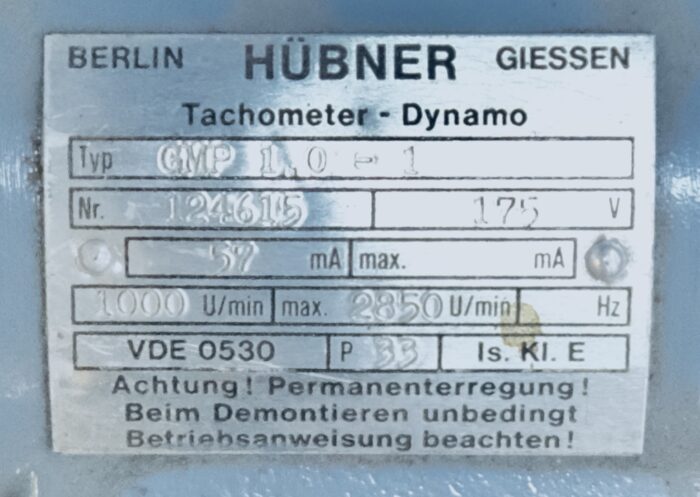 BERLIN HÜBNER GIESSEN
Tachometer - Dynamo
Typ GMP 1,0 - 1
Nr. 124615 175 V
57 mA max. mA
1000 U/min max. 2850 U/min Hz
VDE 0530 P 33 Is. Kl. E
Achtung! Permanenterregung!
Beim Demontieren unbedingt
Betriebsanweisung beachten!